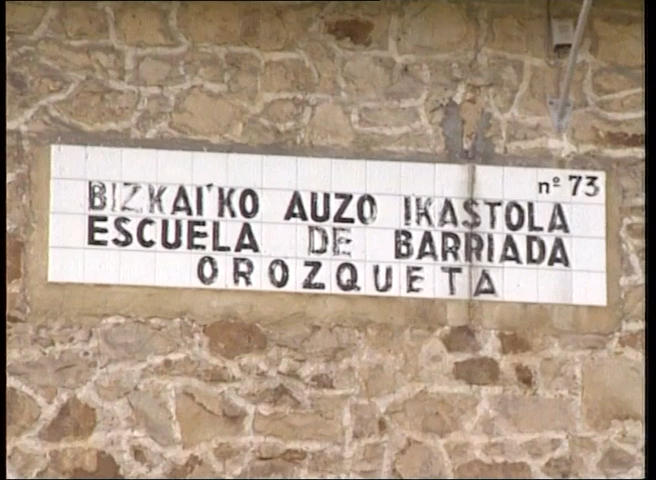 nº 73
BIZKAI'KO AUZO IKASTOLA
ESCUELA DE BARRIADA
OROZQUETA